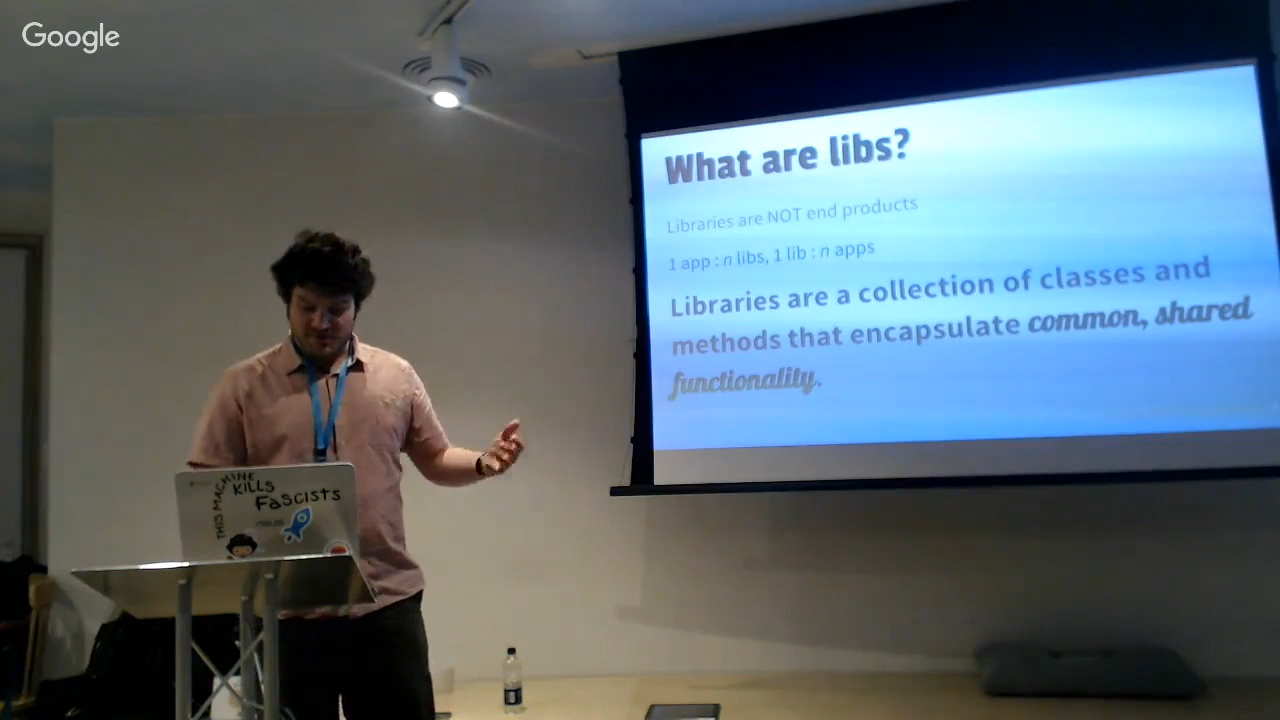 Google
What are libs?
Libraries are NOT end products
1 app : n libs, 1 lib : n apps
Libraries are a collection of classes and
methods that encapsulate common, shared
functionality.
THIS MACHINE
KILLS
FASCISTS